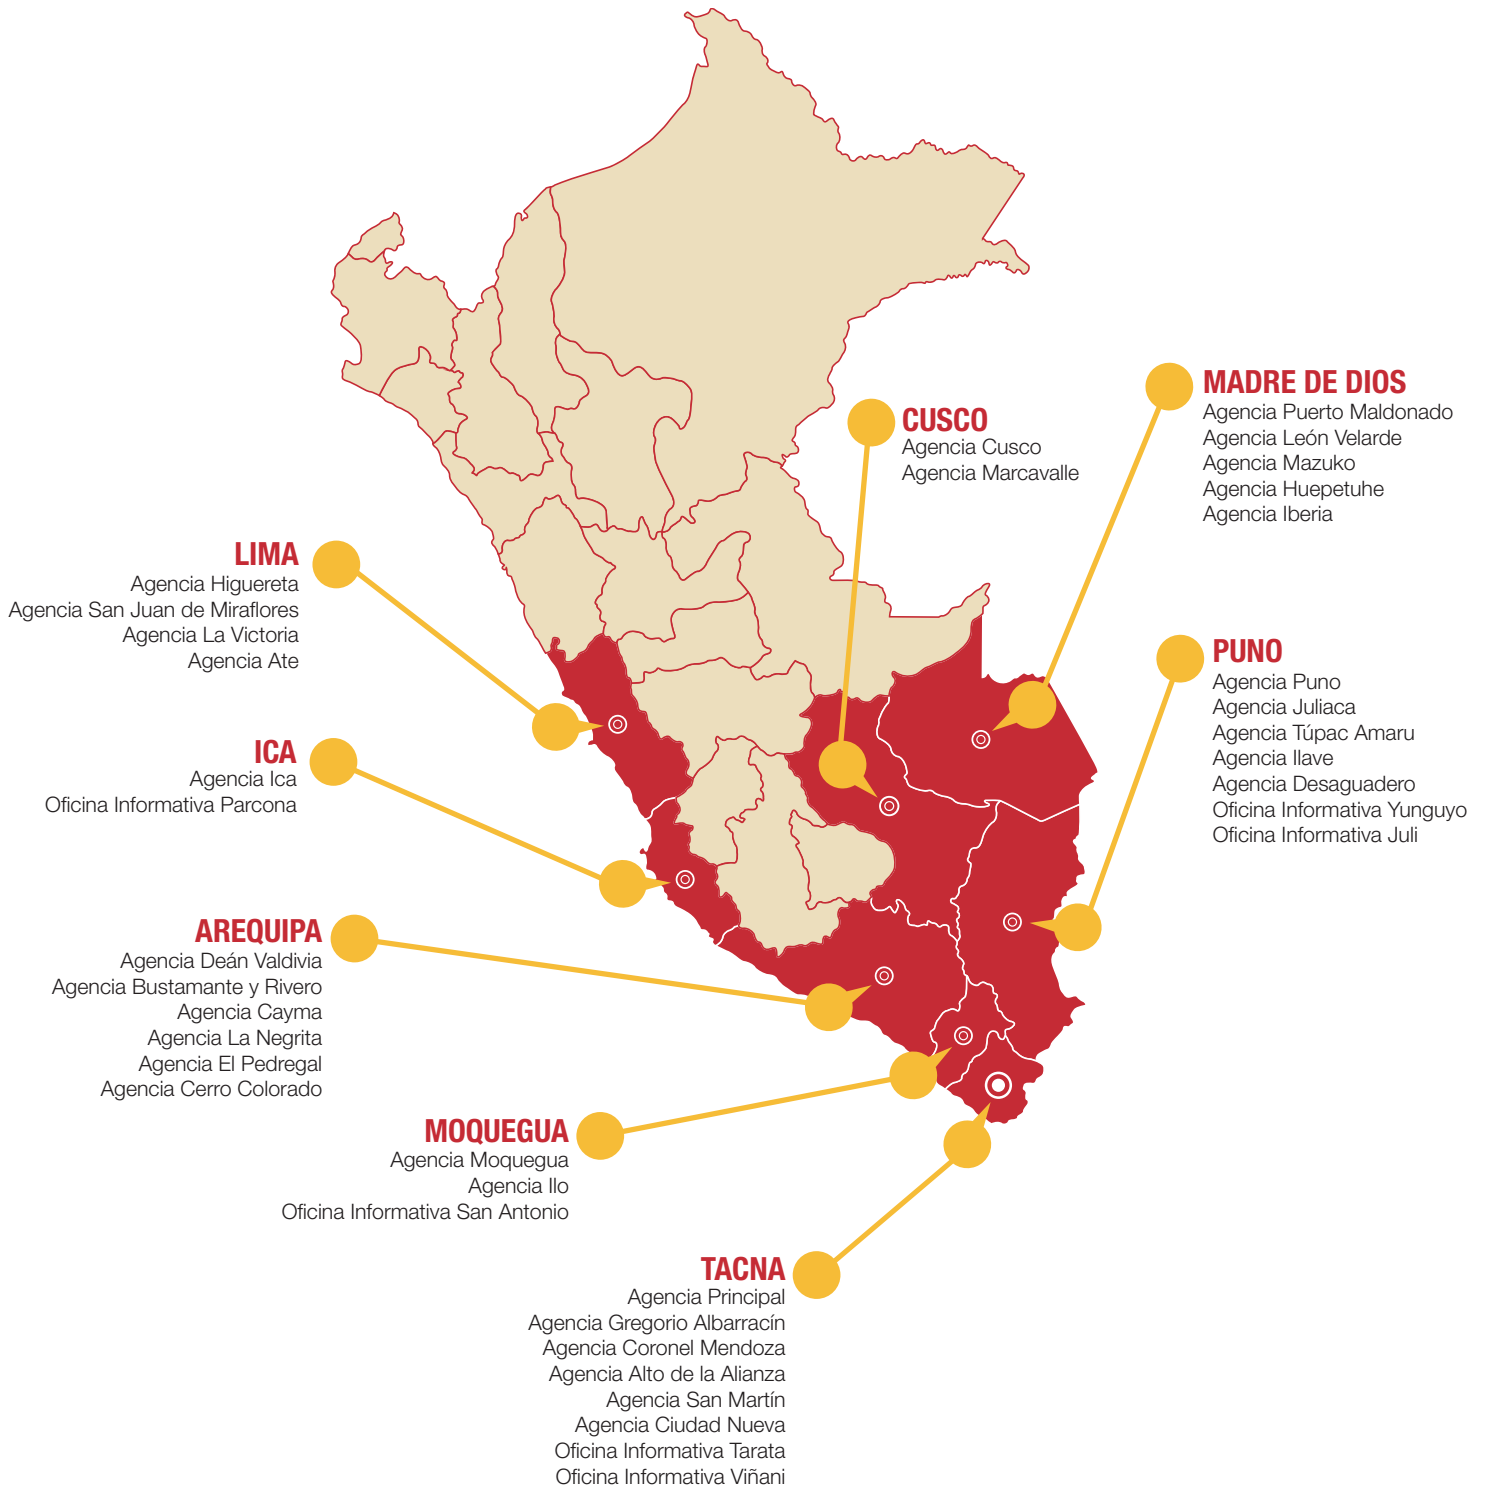 MADRE DE DIOS
Agencia Puerto Maldonado
Agencia León Velarde
Agencia Mazuko
Agencia Huepetuhe
Agencia Iberia
CUSCO
Agencia Cusco
Agencia Marcavalle
LIMA
Agencia Higuereta
Agencia San Juan de Miraflores
Agencia La Victoria
Agencia Ate
PUNO
Agencia Puno
Agencia Juliaca
Agencia Túpac Amaru
Agencia Ilave
Agencia Desaguadero
Oficina Informativa Yunguyo
Oficina Informativa Juli
ICA
Agencia Ica
Oficina Informativa Parcona
AREQUIPA
Agencia Deán Valdivia
Agencia Bustamante y Rivero
Agencia Cayma
Agencia La Negrita
Agencia El Pedregal
Agencia Cerro Colorado
MOQUEGUA
Agencia Moquegua
Agencia Ilo
Oficina Informativa San Antonio
TACNA
Agencia Principal
Agencia Gregorio Albarracín
Agencia Coronel Mendoza
Agencia Alto de la Alianza
Agencia San Martín
Agencia Ciudad Nueva
Oficina Informativa Tarata
Oficina Informativa Viñani